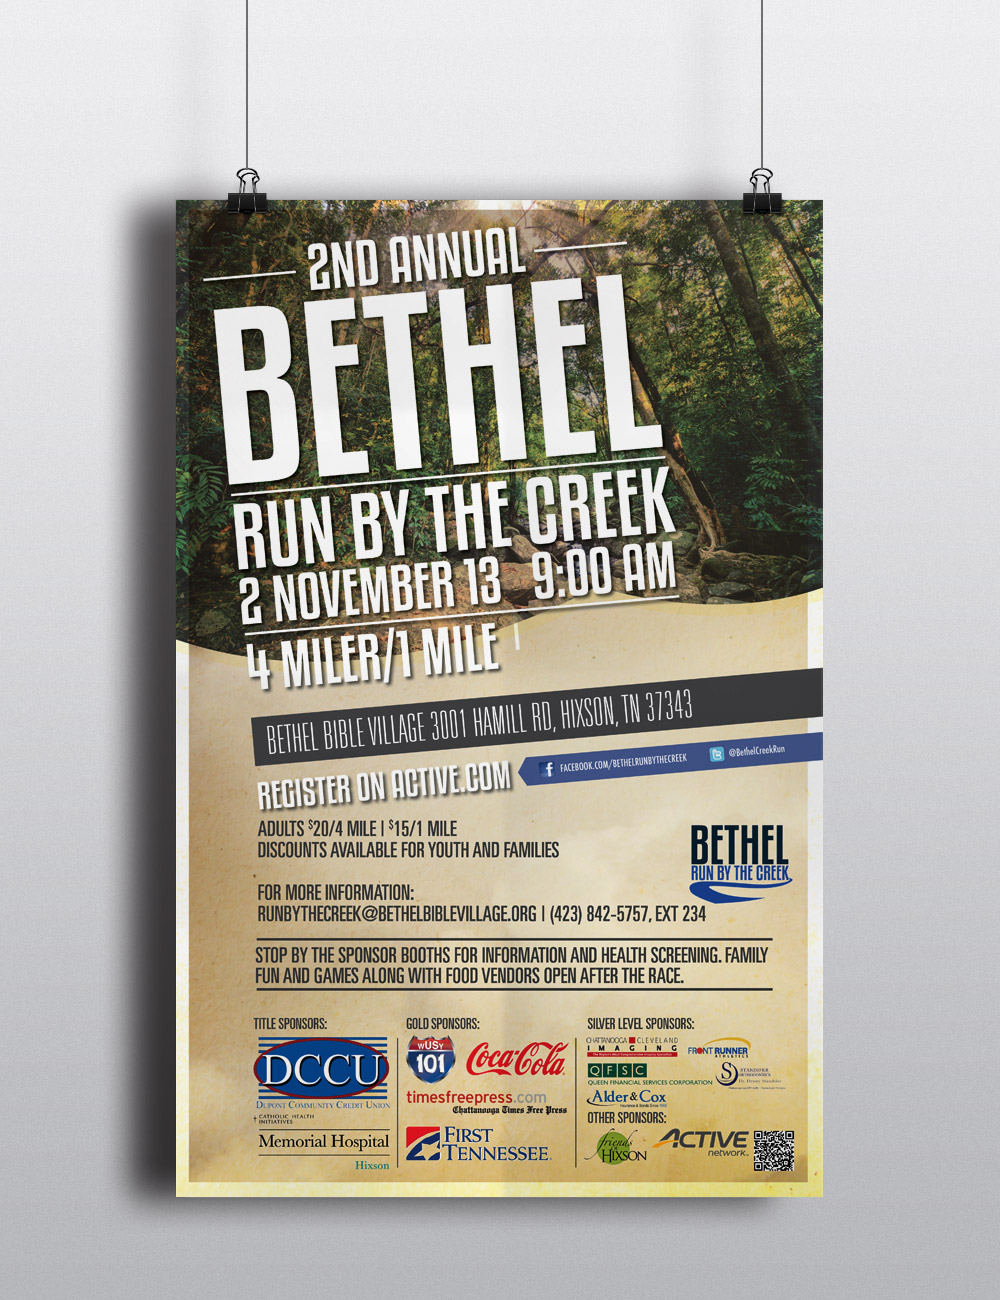 2ND ANNUAL
BETHEL
RUN BY THE CREEK
2 NOVEMBER 13 9:00 AM
4 MILER/1 MILE
BETHEL BIBLE VILLAGE 3001 HAMILL RD, HIXSON, TN 37343
FACEBOOK.COM/BETHELRUNBYTHECREEK
@BethelCreekRun
REGISTER ON ACTIVE.COM
ADULTS $20/4 MILE | $15/1 MILE
DISCOUNTS AVAILABLE FOR YOUTH AND FAMILIES
BETHEL
RUN BY THE CREEK
FOR MORE INFORMATION:
RUNBYTHECREEK@BETHELBIBLEVILLAGE.ORG | (423) 842-5757, EXT 234
STOP BY THE SPONSOR BOOTHS FOR INFORMATION AND HEALTH SCREENING. FAMILY
FUN AND GAMES ALONG WITH FOOD VENDORS OPEN AFTER THE RACE.
TITLE SPONSORS:
DCCU
DUPONT COMMUNITY CREDIT UNION
CATHOLIC HEALTH
INITIATIVES
Memorial Hospital
Hixson
GOLD SPONSORS:
WUSY
101
Coca-Cola
timesfreepress.com
Chattanooga Times Free Press
FIRST
TENNESSEE
SILVER LEVEL SPONSORS:
CHATTANOOGA CLEVELAND
IMAGING
FRONT RUNNER
ATHLETICS
QFSC
QUEEN FINANCIAL SERVICES CORPORATION
STANDIFER
ORTHODONTICS
Alder & Cox
Insurance & Bonds Since 1960
OTHER SPONSORS:
friends
HIXSON
ACTIVE
network